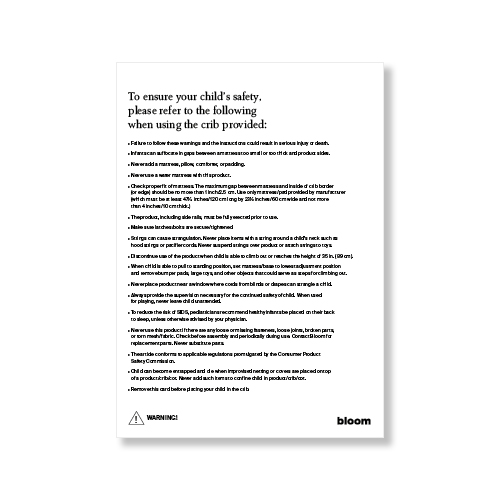 To ensure your child's safety,
please refer to the following
when using the crib provided:
• Failure to follow these warnings and the instructions could result in serious injury or death.
• Infants can suffocate in gaps between a mattress too small or too thick and product sides.
• Never add a mattress, pillow, comforter, or padding.
• Never use a water mattress with this product.
• Check proper fit of mattress. The maximum gap between mattress and inside of crib border
(or edge) should be no more than 1 inch/2.5 cm. Use only mattress/pad provided by manufacturer
(which must be at least 47¼ inches/120 cm long by 23⅝ inches/60 cm wide and not more
than 4 inches/10 cm thick.)
• The product, including side rails, must be fully erected prior to use.
• Make sure latches/bolts are secure/tightened
• Strings can cause strangulation. Never place items with a string around a child's neck such as
hood strings or pacifier cords. Never suspend strings over product or attach strings to toys.
• Discontinue use of the product when child is able to climb out or reaches the height of 35 in. (89 cm).
• When child is able to pull to standing position, set mattress/base to lowest adjustment position
and remove bumper pads, large toys, and other objects that could serve as steps for climbing out.
• Never place product near a window where cords from blinds or drapes can strangle a child.
• Always provide the supervision necessary for the continued safety of child. When used
for playing, never leave child unattended.
• To reduce the risk of SIDS, pediatricians recommend healthy infants be placed on their back
to sleep, unless otherwise advised by your physician.
• Never use this product if there are any loose or missing fasteners, loose joints, broken parts,
or torn mesh/fabric. Check before assembly and periodically during use. Contact Bloom for
replacement parts. Never substitute parts.
• The article conforms to applicable regulations promulgated by the Consumer Product
Safety Commission.
• Child can become entrapped and die when improvised netting or covers are placed on top
of a product/crib/cot. Never add such items to confine child in product/crib/cot.
• Remove this card before placing your child in the crib.
WARNING!
bloom